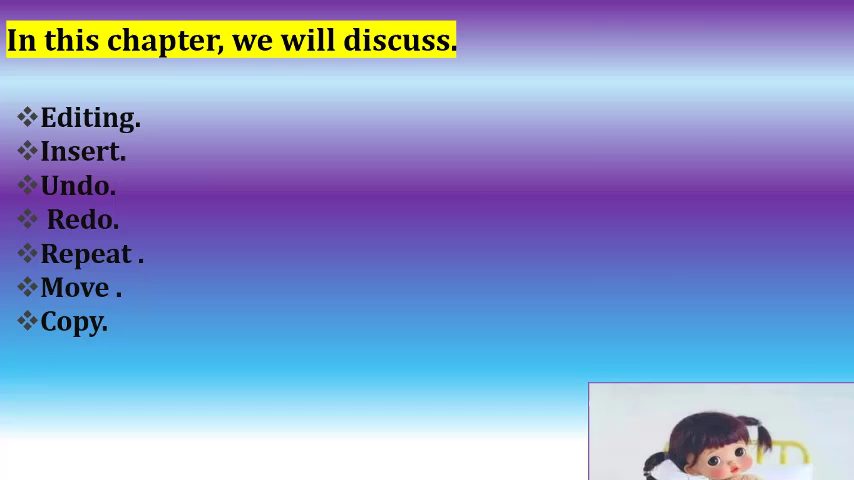 In this chapter, we will discuss.
❖Editing.
❖Insert.
❖Undo.
❖ Redo.
❖Repeat .
❖Move .
❖Copy.